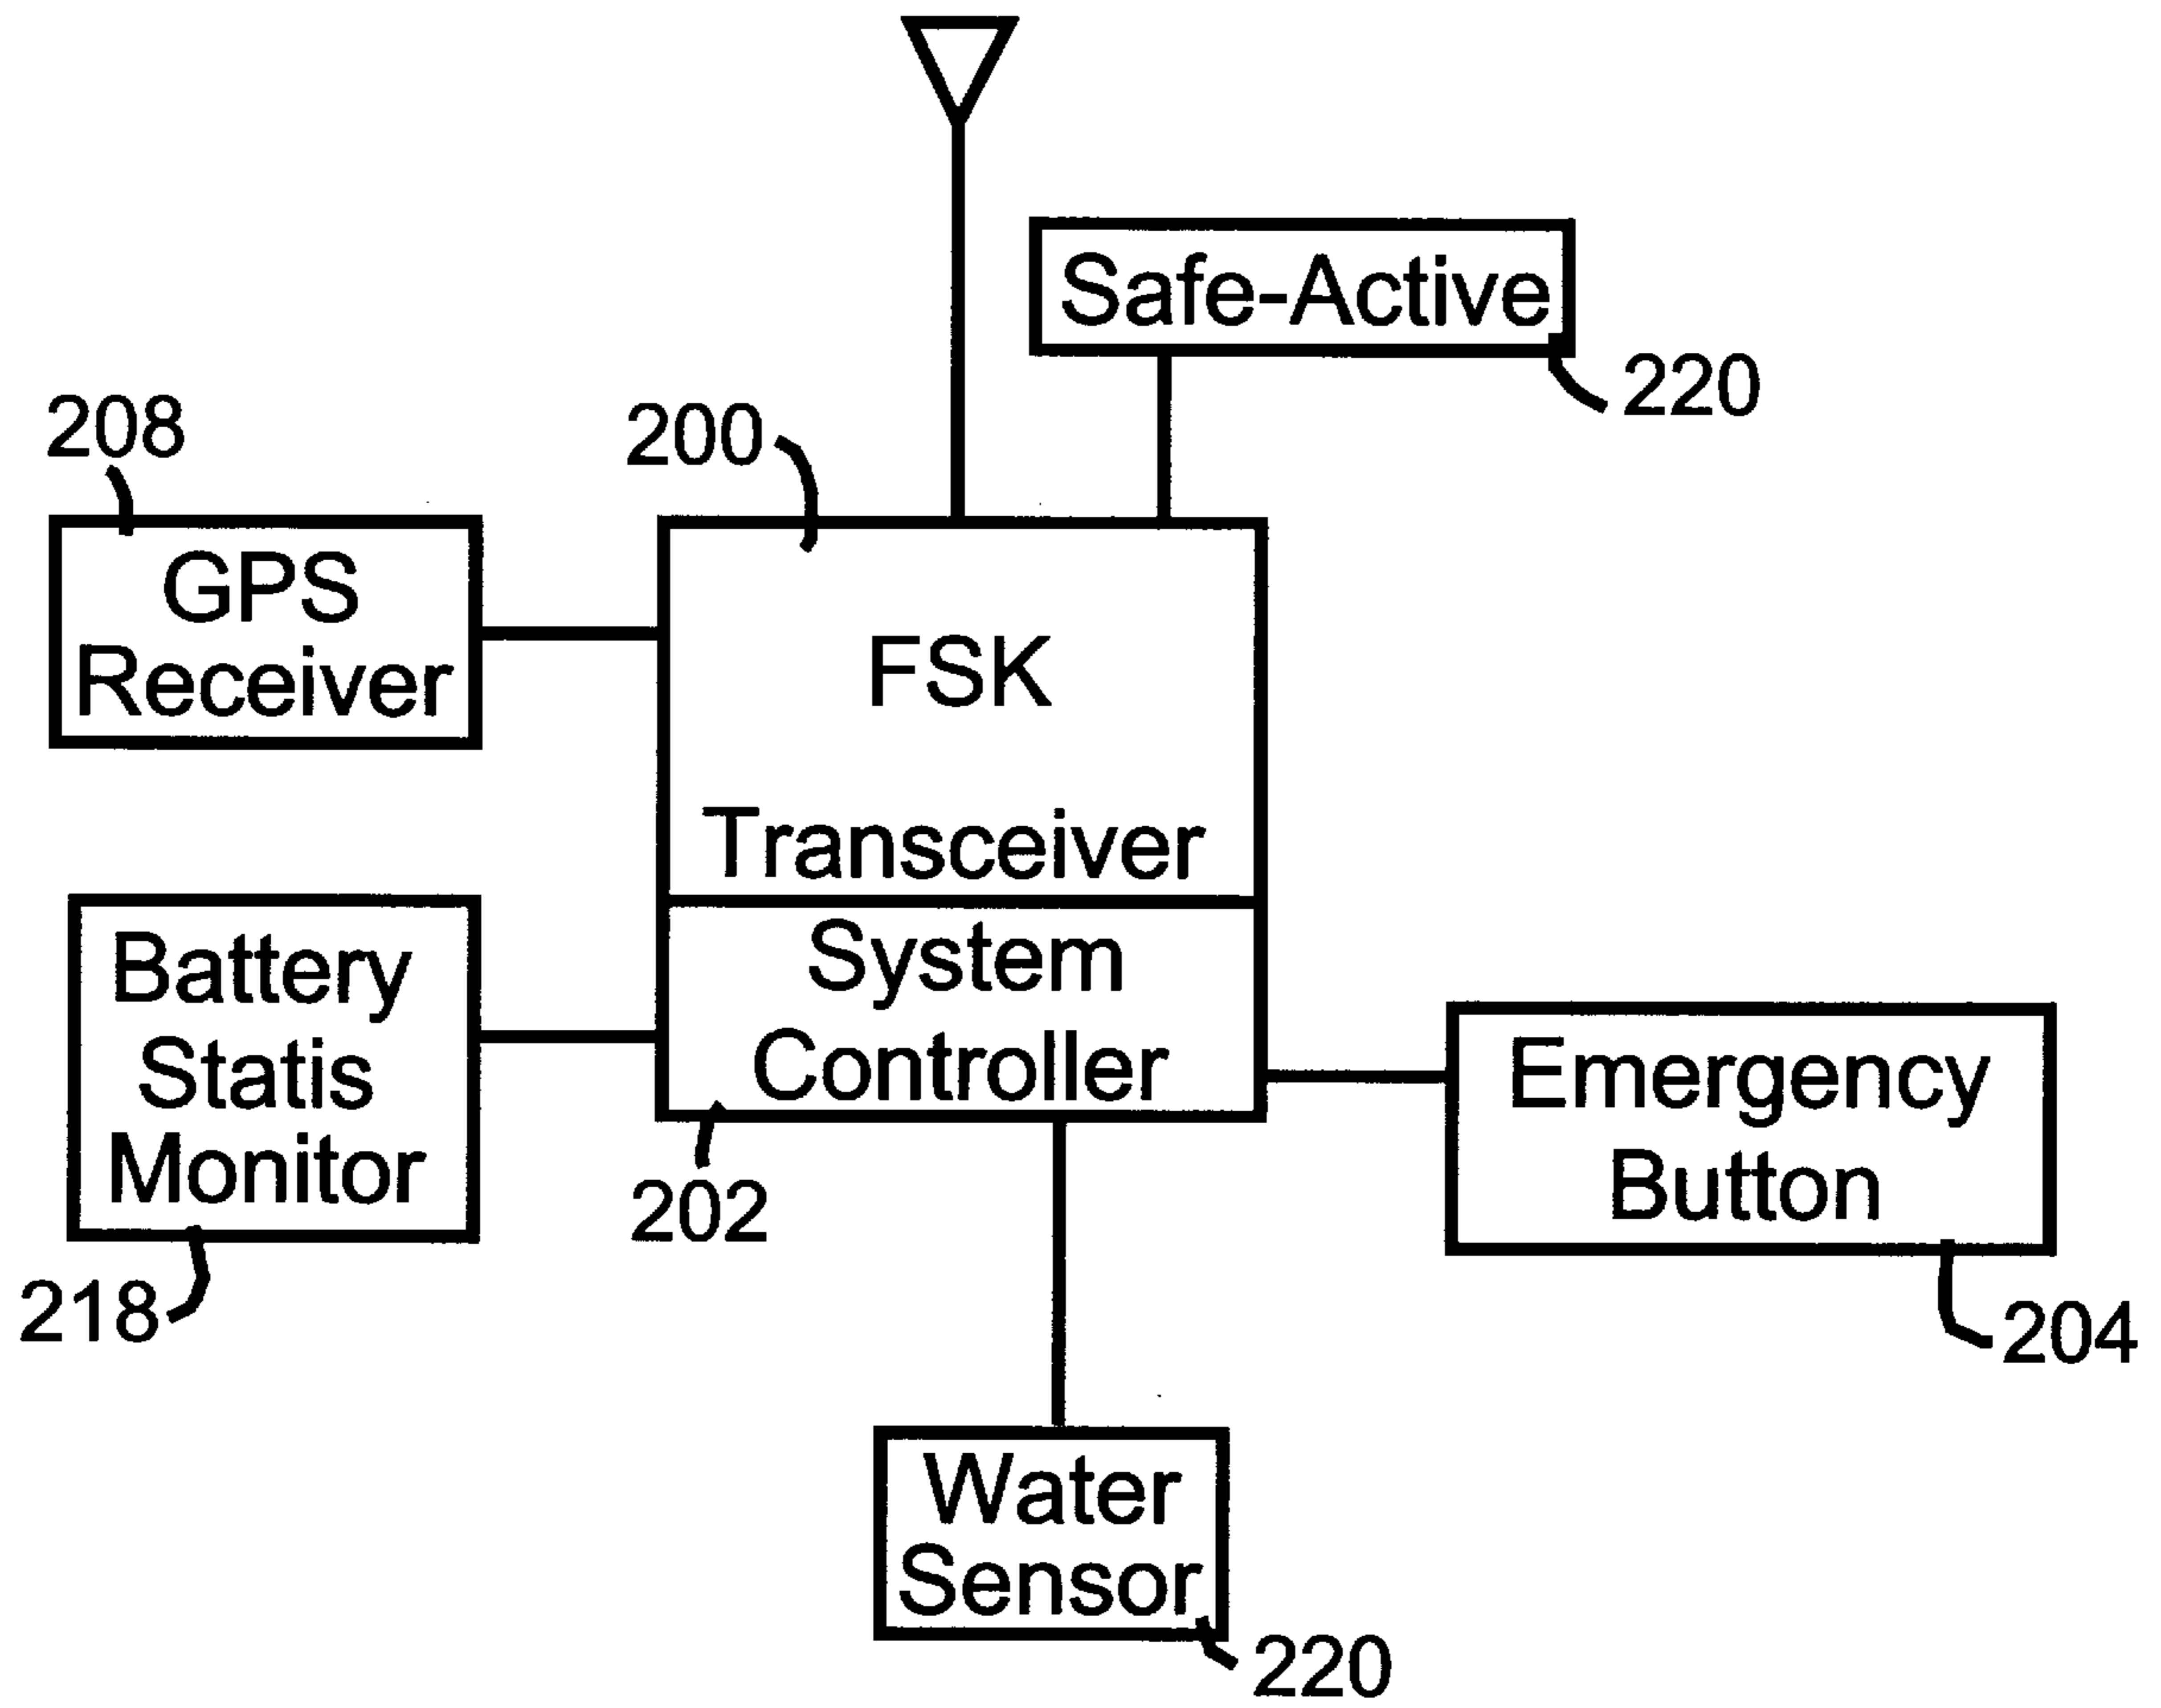 Safe-Active
220
208
200
GPS
Receiver
FSK
Transceiver
System
Controller
202
Battery
Statis
Monitor
218
Emergency
Button
204
Water
Sensor
220